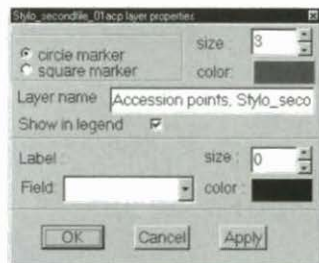 Stylo_secondfile_01acp layer properties
circle marker
size : 3
square marker
color:
Layer name Accession points, Stylo_seco
Show in legend
Label :
size : 0
Field:
color :
OK Cancel Apply